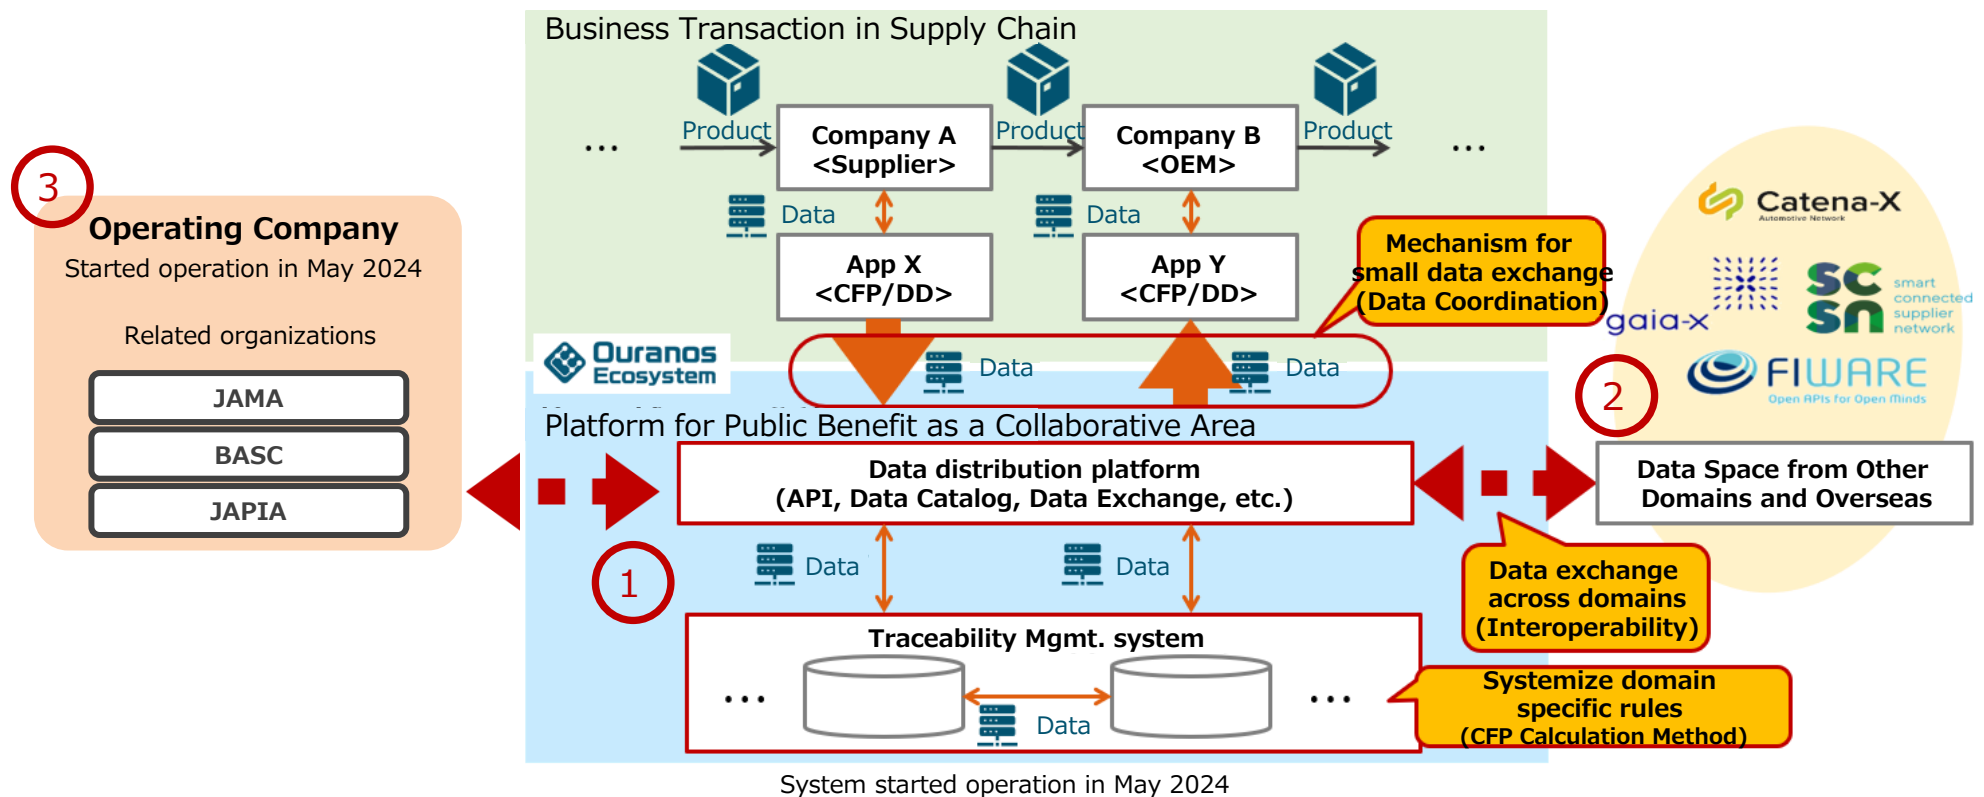 Business Transaction in Supply Chain
Product
Product
Product
...
Company A
<Supplier>
Company B
<OEM>
...
Data
Data
App X
<CFP/DD>
App Y
<CFP/DD>
Mechanism for
small data exchange
(Data Coordination)
Ouranos
Ecosystem
Data
Data
3
Operating Company
Started operation in May 2024
Related organizations
JAMA
BASC
JAPIA
Catena-X
Automotive Network
gaia-x
SC
SN
smart
connected
supplier
network
FIWARE
Open APIs for Open Minds
2
Data Space from Other
Domains and Overseas
Platform for Public Benefit as a Collaborative Area
Data distribution platform
(API, Data Catalog, Data Exchange, etc.)
1
Data
Data
Data exchange
across domains
(Interoperability)
Traceability Mgmt. system
...
Data
...
Systemize domain
specific rules
(CFP Calculation Method)
System started operation in May 2024